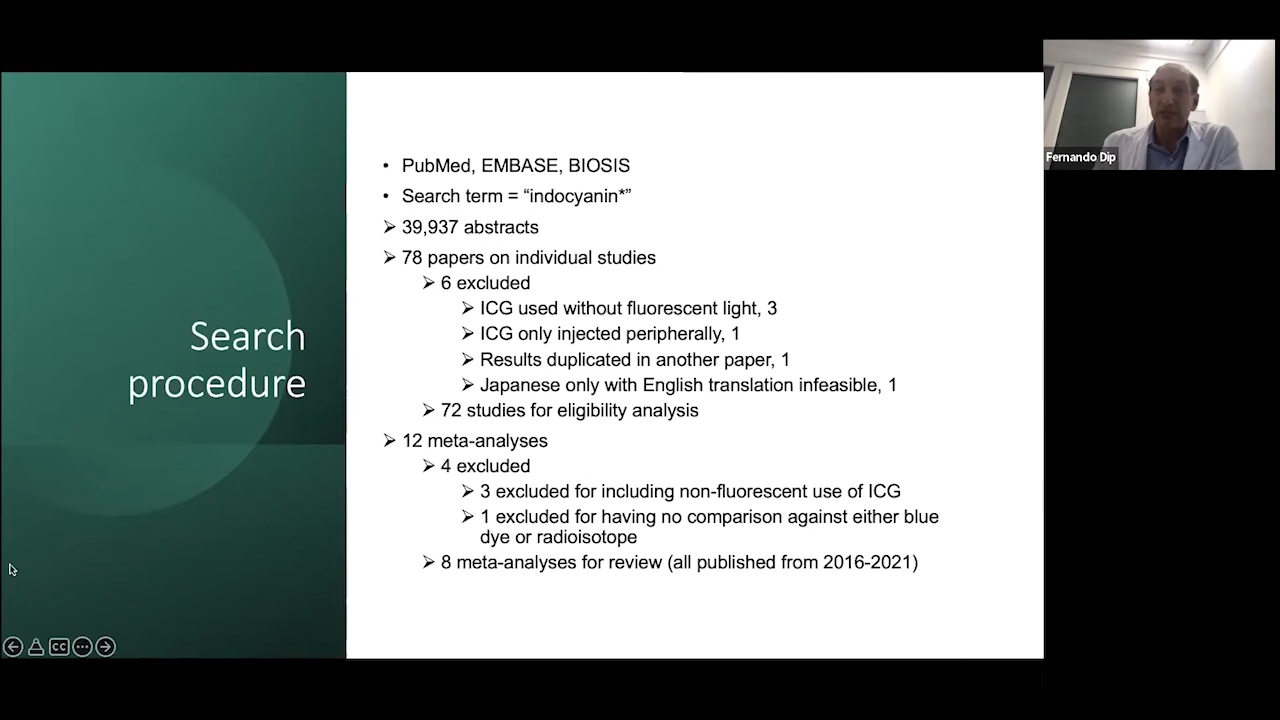 Search
procedure
• PubMed, EMBASE, BIOSIS
• Search term = “indocyanin*”
➢ 39,937 abstracts
➢ 78 papers on individual studies
➢ 6 excluded
➢ ICG used without fluorescent light, 3
➢ ICG only injected peripherally, 1
➢ Results duplicated in another paper, 1
➢ Japanese only with English translation infeasible, 1
➢ 72 studies for eligibility analysis
➢ 12 meta-analyses
➢ 4 excluded
➢ 3 excluded for including non-fluorescent use of ICG
➢ 1 excluded for having no comparison against either blue
dye or radioisotope
➢ 8 meta-analyses for review (all published from 2016-2021)
Fernando Dip
CC